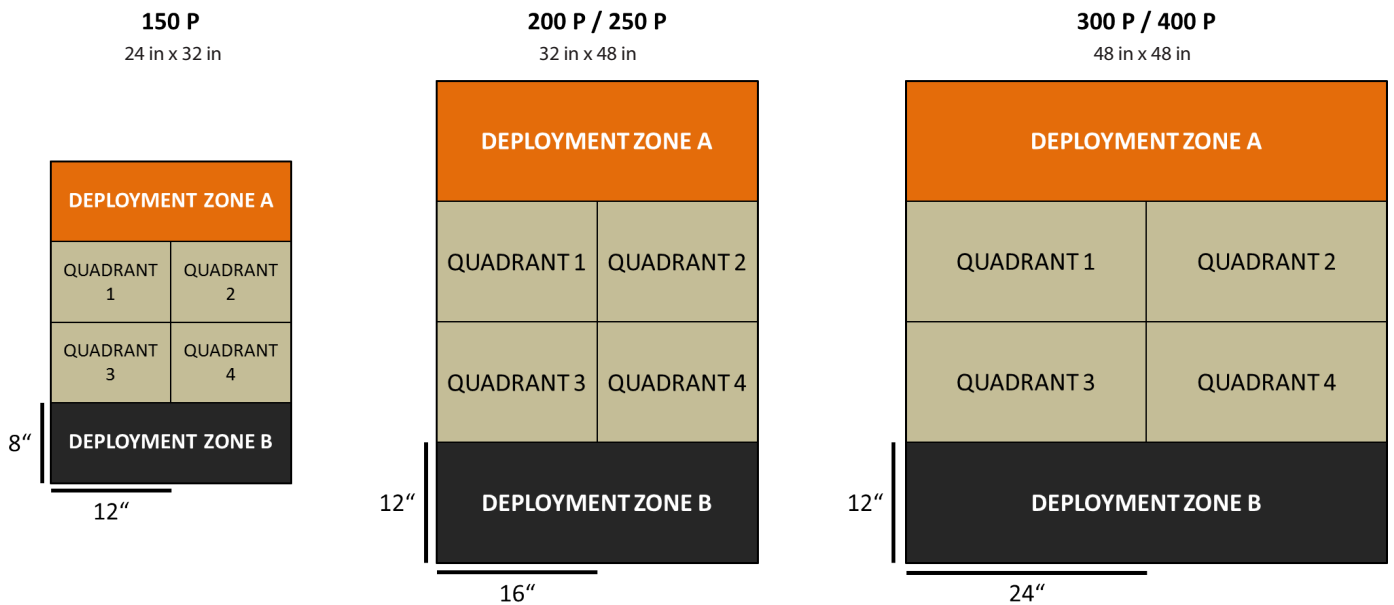 150 P
24 in x 32 in
DEPLOYMENT ZONE A
QUADRANT
1
QUADRANT
2
QUADRANT
3
QUADRANT
4
DEPLOYMENT ZONE B
8“
12“
200 P / 250 P
32 in x 48 in
DEPLOYMENT ZONE A
QUADRANT 1
QUADRANT 2
QUADRANT 3
QUADRANT 4
DEPLOYMENT ZONE B
12“
16“
300 P / 400 P
48 in x 48 in
DEPLOYMENT ZONE A
QUADRANT 1
QUADRANT 2
QUADRANT 3
QUADRANT 4
DEPLOYMENT ZONE B
12“
24“